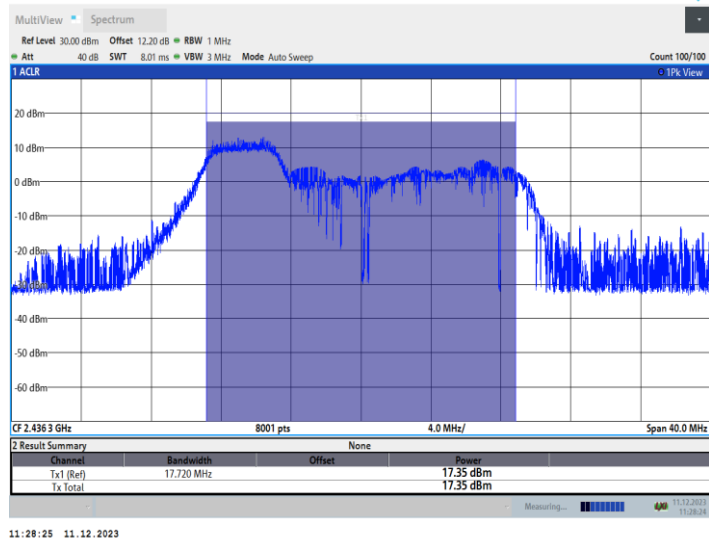 MultiView Spectrum
Ref Level 30.00 dBm Offset 12.20 dB RBW 1 MHz
Att 40 dB SWT 8.01 ms VBW 3 MHz Mode Auto Sweep Count 100/100
1 ACLR 1Pk View
20 dBm
10 dBm
0 dBm
-10 dBm
-20 dBm
-30 dBm
-40 dBm
-50 dBm
-60 dBm
CF 2.436 3 GHz 8001 pts 4.0 MHz/ Span 40.0 MHz
2 Result Summary None
Channel Bandwidth Offset Power
Tx1 (Ref) 17.720 MHz 17.35 dBm
Tx Total 17.35 dBm
Measuring... 11.12.2023
11:28:24
11:28:25 11.12.2023